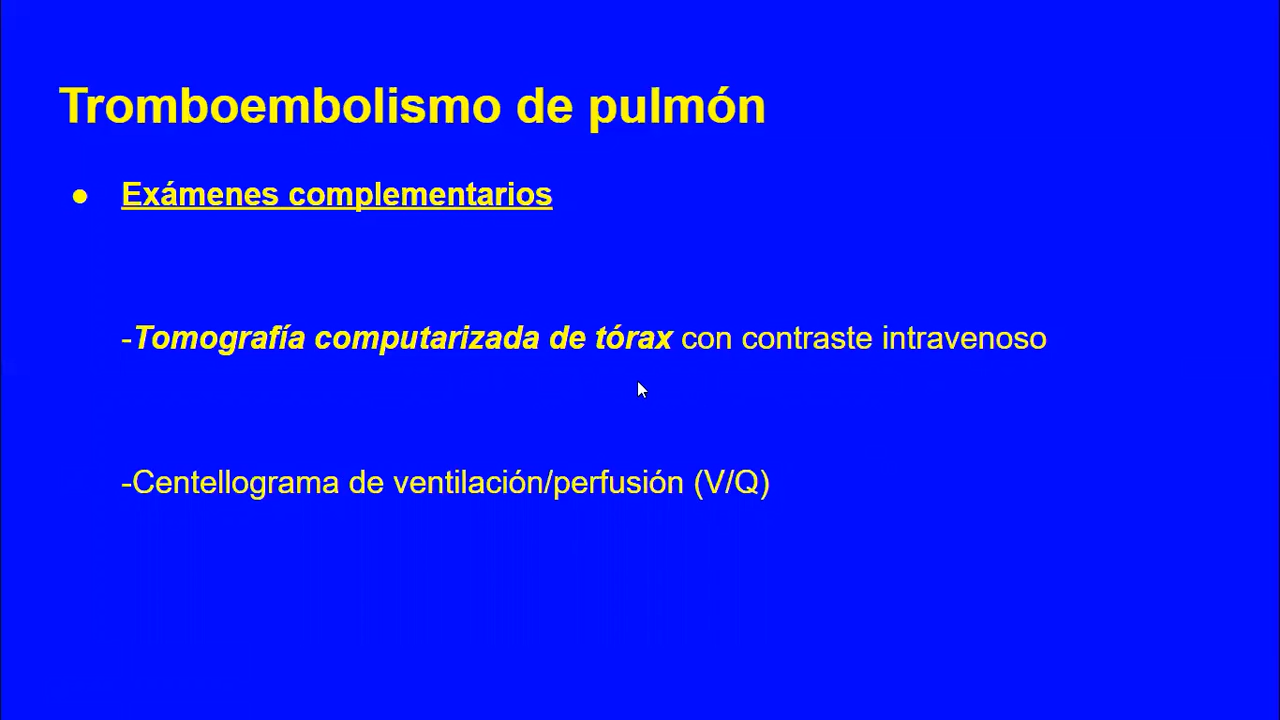 Tromboembolismo de pulmón
● Exámenes complementarios
-Tomografía computarizada de tórax con contraste intravenoso
-Centellograma de ventilación/perfusión (V/Q)